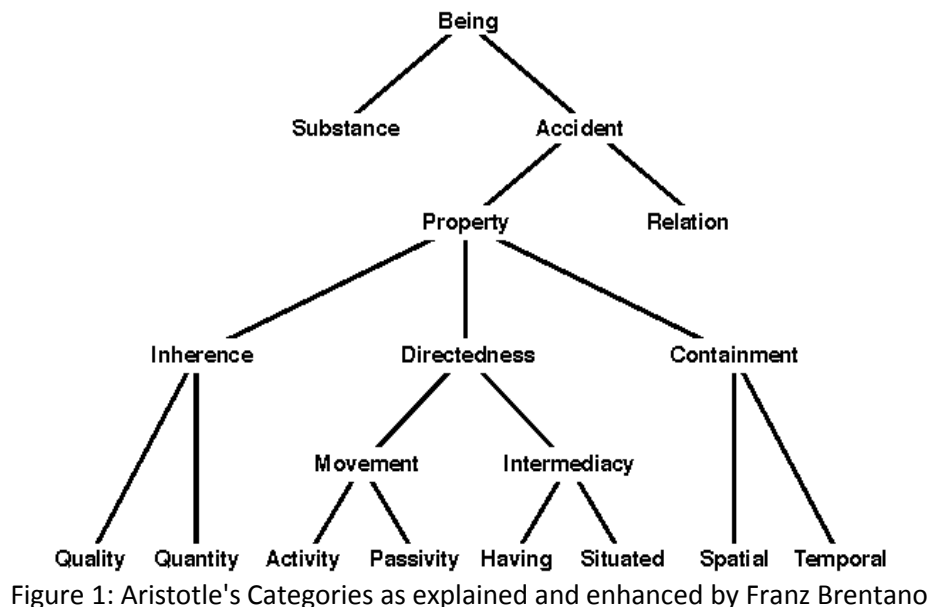 Being
Substance Accident
Property Relation
Inherence Directedness Containment
Movement Intermediacy
Quality Quantity Activity Passivity Having Situated Spatial Temporal
Figure 1: Aristotle's Categories as explained and enhanced by Franz Brentano